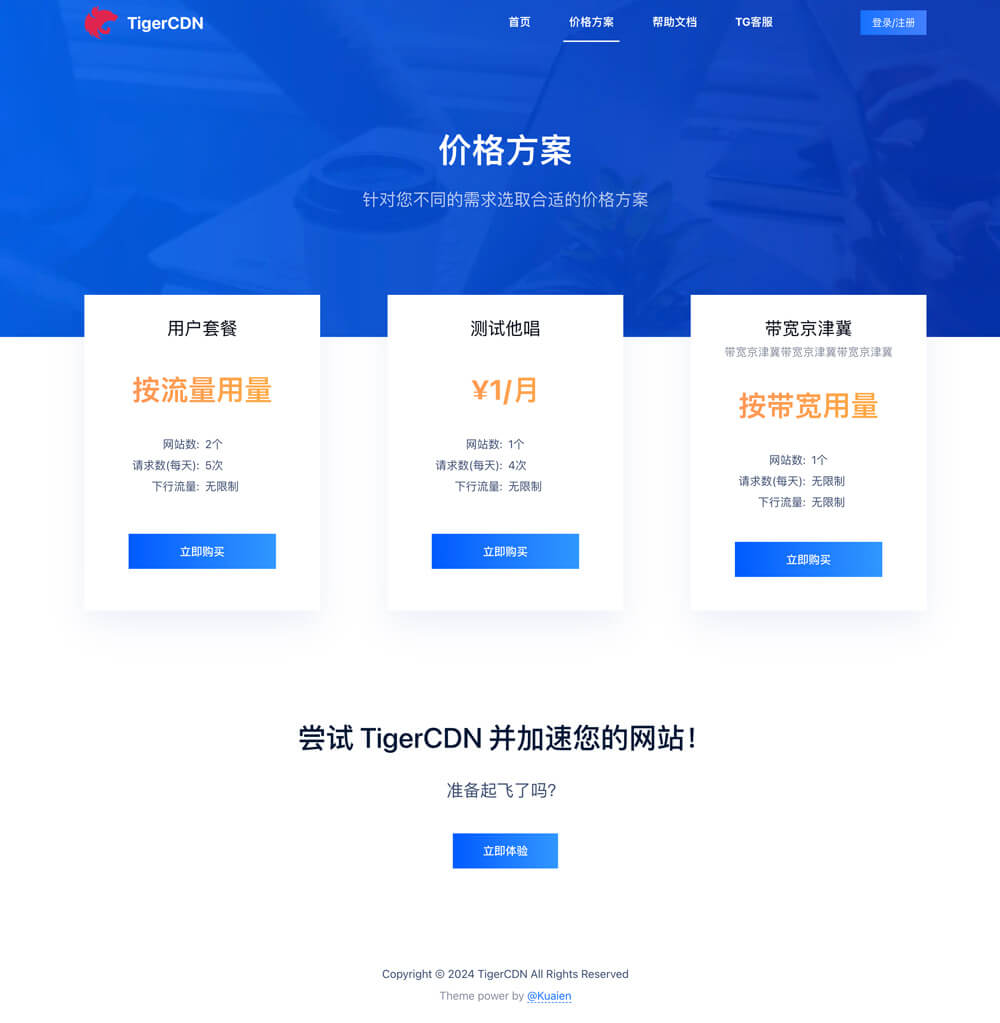 TigerCDN
首页 价格方案 帮助文档 TG客服
登录/注册
价格方案
针对您不同的需求选取合适的价格方案
用户套餐
按流量用量
网站数: 2个
请求数(每天): 5次
下行流量: 无限制
立即购买
测试他唱
¥1/月
网站数: 1个
请求数(每天): 4次
下行流量: 无限制
立即购买
带宽京津冀
带宽京津冀带宽京津冀带宽京津冀
按带宽用量
网站数: 1个
请求数(每天): 无限制
下行流量: 无限制
立即购买
尝试 TigerCDN 并加速您的网站!
准备起飞了吗?
立即体验
Copyright © 2024 TigerCDN All Rights Reserved
Theme power by @Kuaien